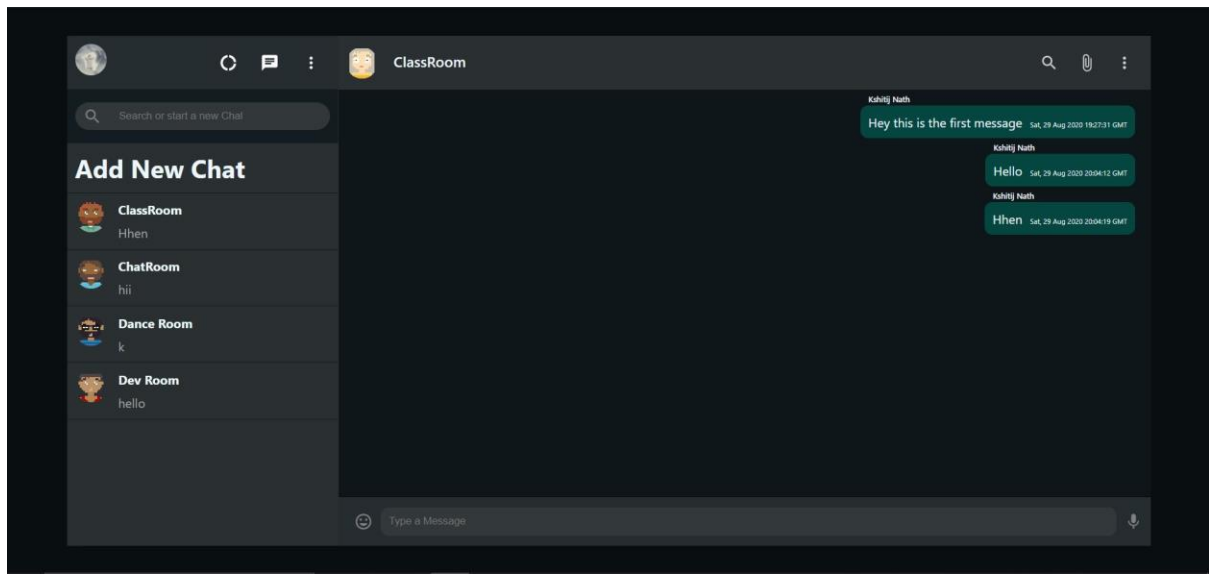 ClassRoom
Search or start a new Chat
Add New Chat
ClassRoom
Hhen
ChatRoom
hii
Dance Room
k
Dev Room
hello
Kshitij Nath
Hey this is the first message Sat, 29 Aug 2020 19:27:31 GMT
Kshitij Nath
Hello Sat, 29 Aug 2020 20:04:12 GMT
Kshitij Nath
Hhen Sat, 29 Aug 2020 20:04:19 GMT
Type a Message